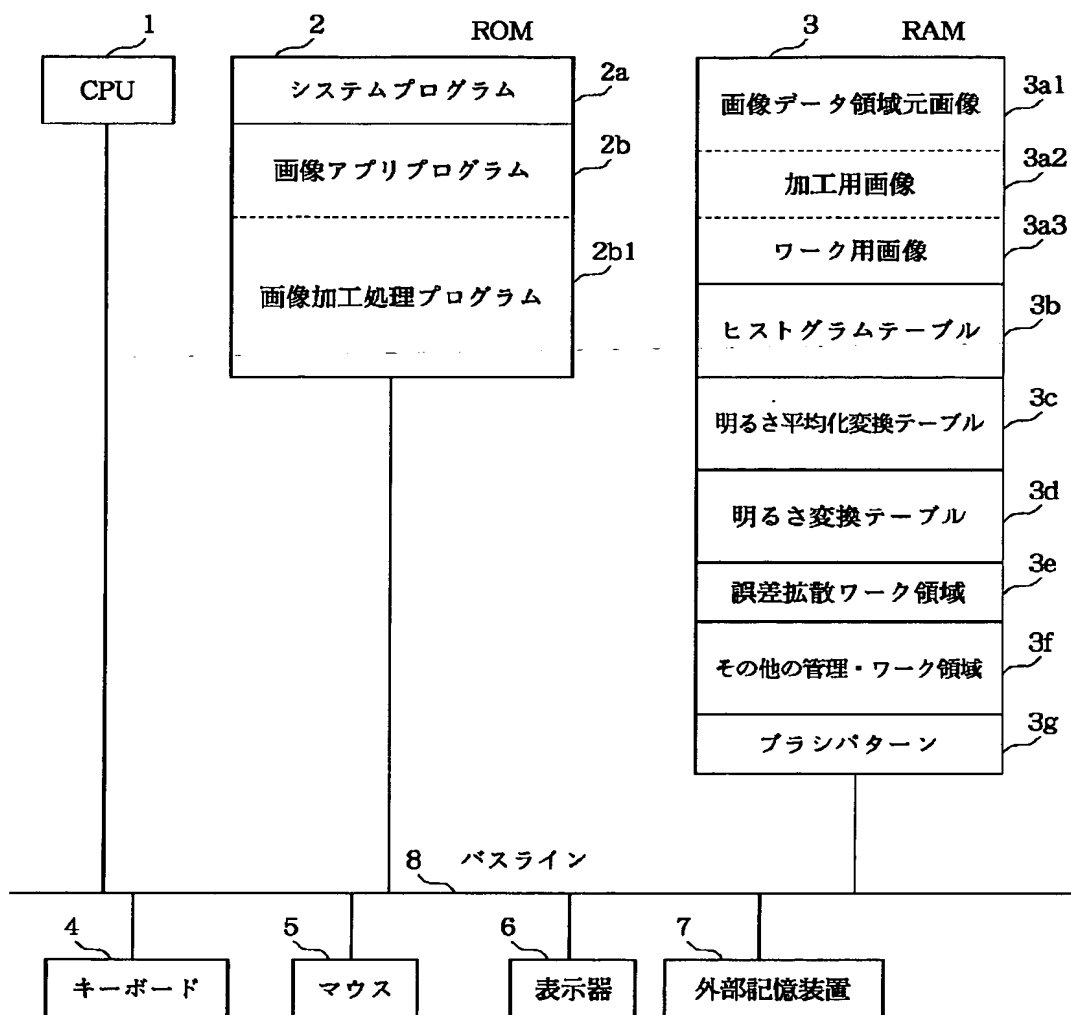 1
CPU
2
ROM
システムプログラム
2a
画像アプリプログラム
2b
画像加工処理プログラム
2b1
3
RAM
画像データ領域元画像
3a1
加工用画像
3a2
ワーク用画像
3a3
ヒストグラムテーブル
3b
明るさ平均化変換テーブル
3c
明るさ変換テーブル
3d
誤差拡散ワーク領域
3e
その他の管理・ワーク領域
3f
ブラシパターン
3g
8
バスライン
4
キーボード
5
マウス
6
表示器
7
外部記憶装置